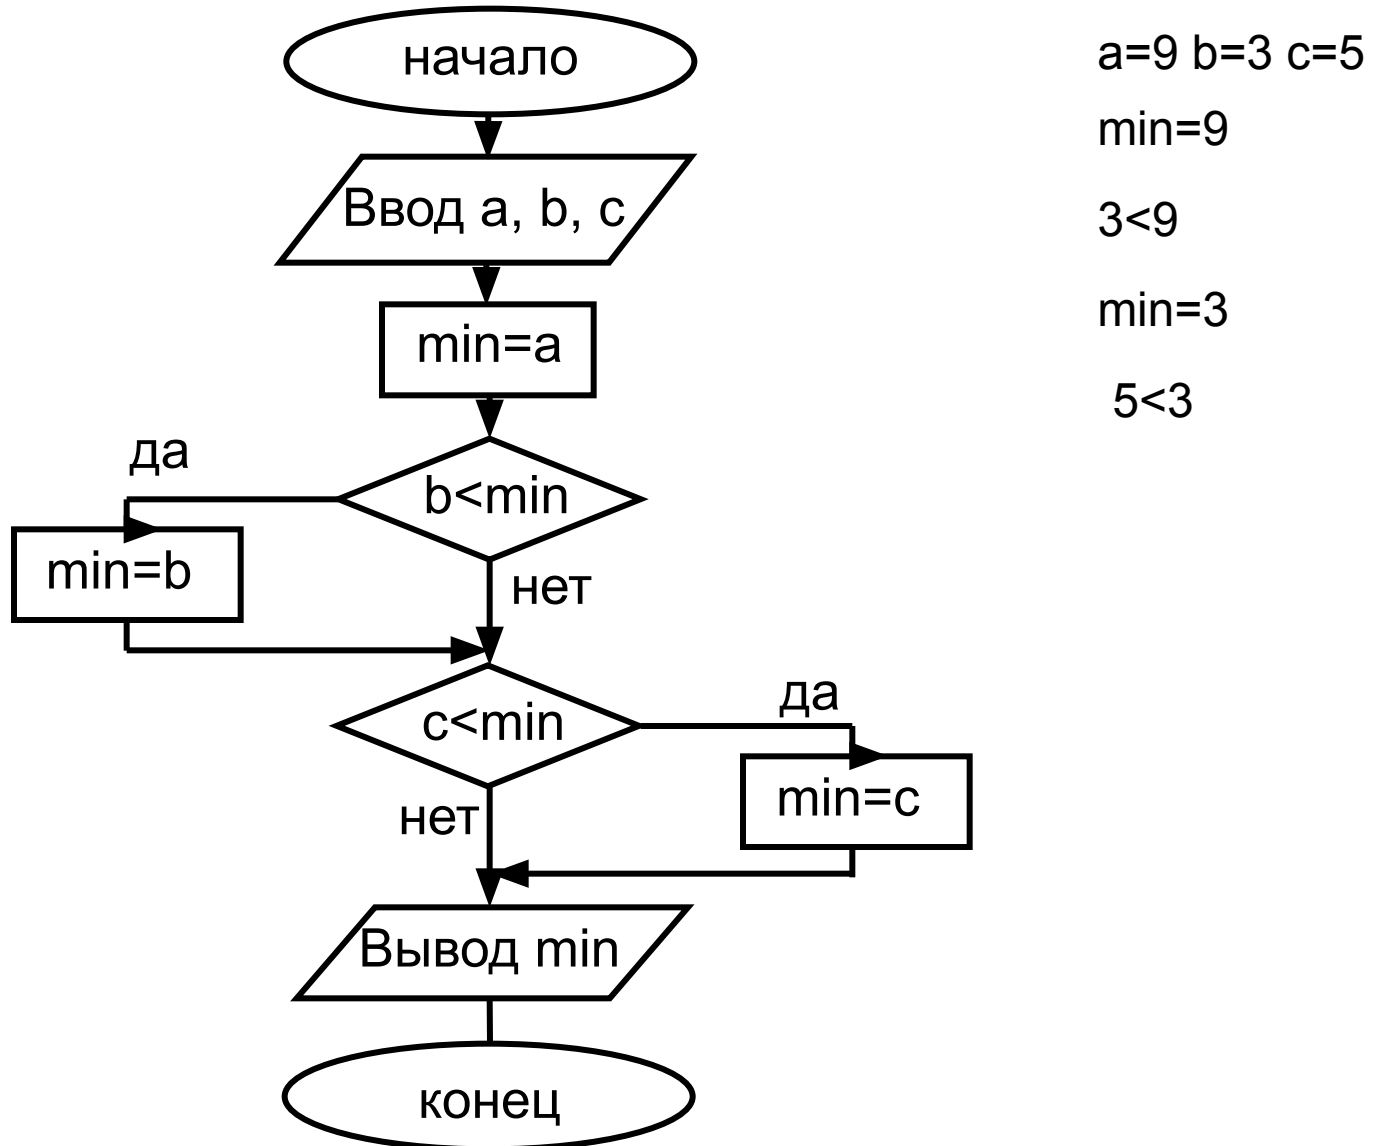 начало
Ввод a, b, c
min=a
да
b<min
min=b
нет
c<min
да
нет
min=c
Вывод min
конец
a=9 b=3 c=5
min=9
3<9
min=3
5<3